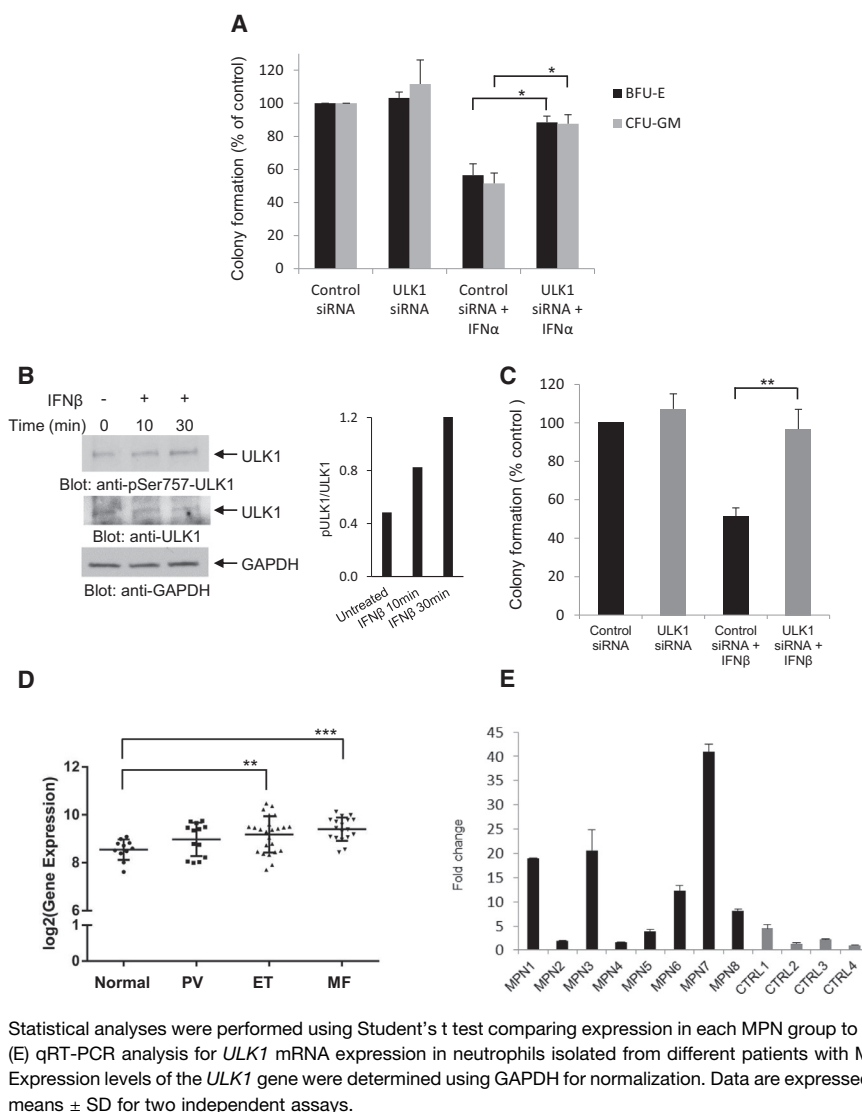 A
Colony formation (% of control)
120
100
80
60
40
20
0
*
*
BFU-E
CFU-GM
Control siRNA
ULK1 siRNA
Control siRNA + IFNα
ULK1 siRNA + IFNα
B
IFNβ - + +
Time (min) 0 10 30
ULK1
Blot: anti-pSer757-ULK1
ULK1
Blot: anti-ULK1
GAPDH
Blot: anti-GAPDH
pULK1/ULK1
1.2
0.8
0.4
0.0
Untreated
IFNβ 10min
IFNβ 30min
C
Colony formation (% control )
120
100
80
60
40
20
0
**
Control siRNA
ULK1 siRNA
Control siRNA + IFNβ
ULK1 siRNA + IFNβ
D
log2(Gene Expression)
12
10
8
6
1
0
**
***
Normal PV ET MF
E
Fold change
45
40
35
30
25
20
15
10
5
0
MPN1 MPN2 MPN3 MPN4 MPN5 MPN6 MPN7 MPN8 CTRL1 CTRL2 CTRL3 CTRL4
Statistical analyses were performed using Student's t test comparing expression in each MPN group to
(E) qRT-PCR analysis for ULK1 mRNA expression in neutrophils isolated from different patients with M
Expression levels of the ULK1 gene were determined using GAPDH for normalization. Data are expressed
means ± SD for two independent assays.